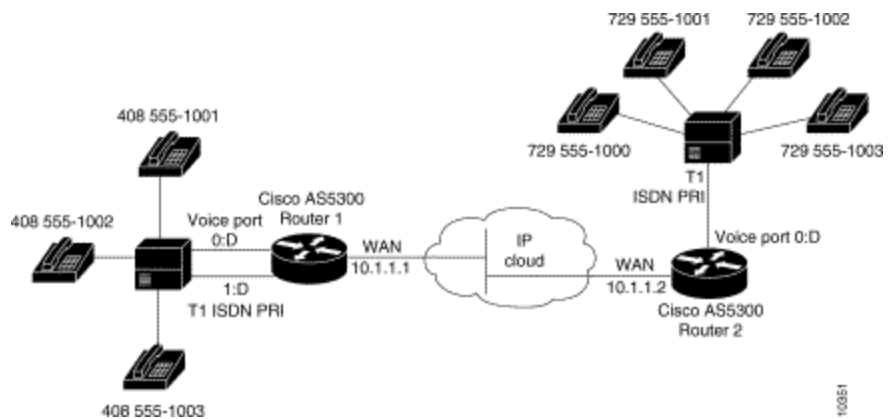 729 555-1001
729 555-1002
408 555-1001
729 555-1000
T1
ISDN PRI
729 555-1003
408 555-1002
Voice port
0:D
Cisco AS5300
Router 1
WAN
10.1.1.1
IP
cloud
Voice port 0:D
1:D
T1 ISDN PRI
WAN
10.1.1.2
Cisco AS5300
Router 2
408 555-1003
10351